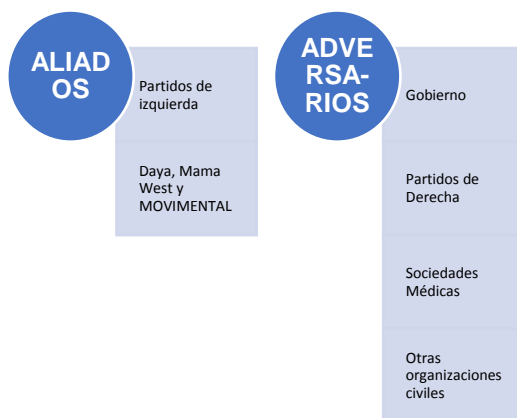 ALIAD
OS
Partidos de
izquierda
Daya, Mama
West y
MOVIMENTAL
ADVE
RSA-
RIOS
Gobierno
Partidos de
Derecha
Sociedades
Médicas
Otras
organizaciones
civiles